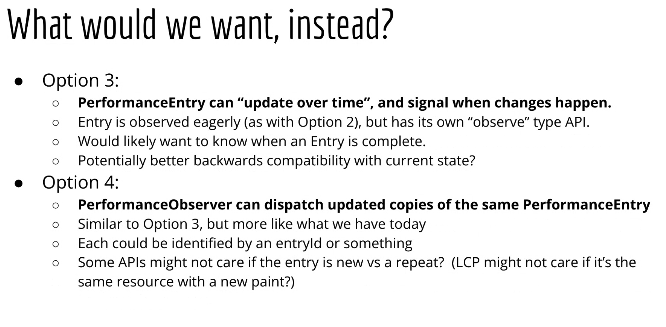 What would we want, instead?
● Option 3:
○ PerformanceEntry can “update over time”, and signal when changes happen.
○ Entry is observed eagerly (as with Option 2), but has its own “observe” type API.
○ Would likely want to know when an Entry is complete.
○ Potentially better backwards compatibility with current state?
● Option 4:
○ PerformanceObserver can dispatch updated copies of the same PerformanceEntry
○ Similar to Option 3, but more like what we have today
○ Each could be identified by an entryId or something
○ Some APIs might not care if the entry is new vs a repeat? (LCP might not care if it’s the
same resource with a new paint?)